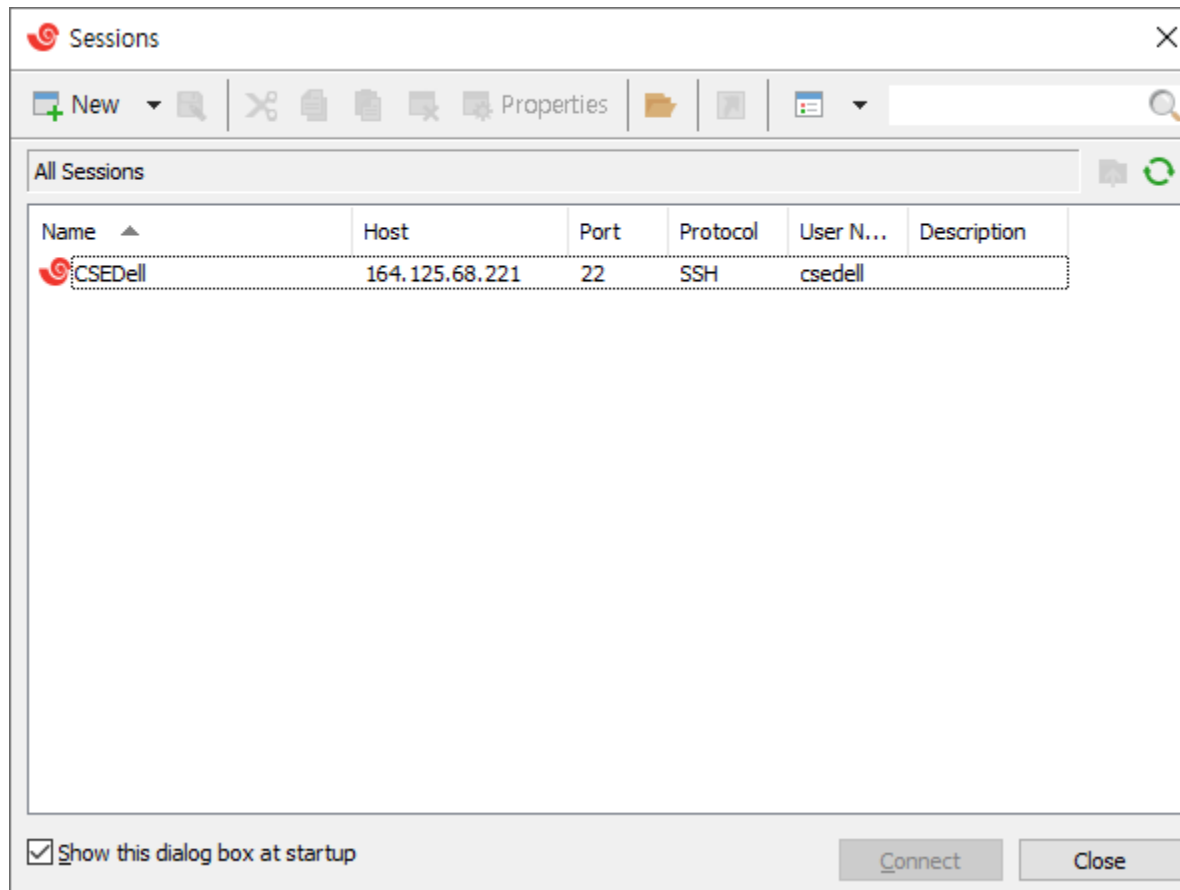 Sessions
New Properties
All Sessions
Name Host Port Protocol User N... Description
CSEDell 164.125.68.221 22 SSH csedell
Show this dialog box at startup
Connect Close